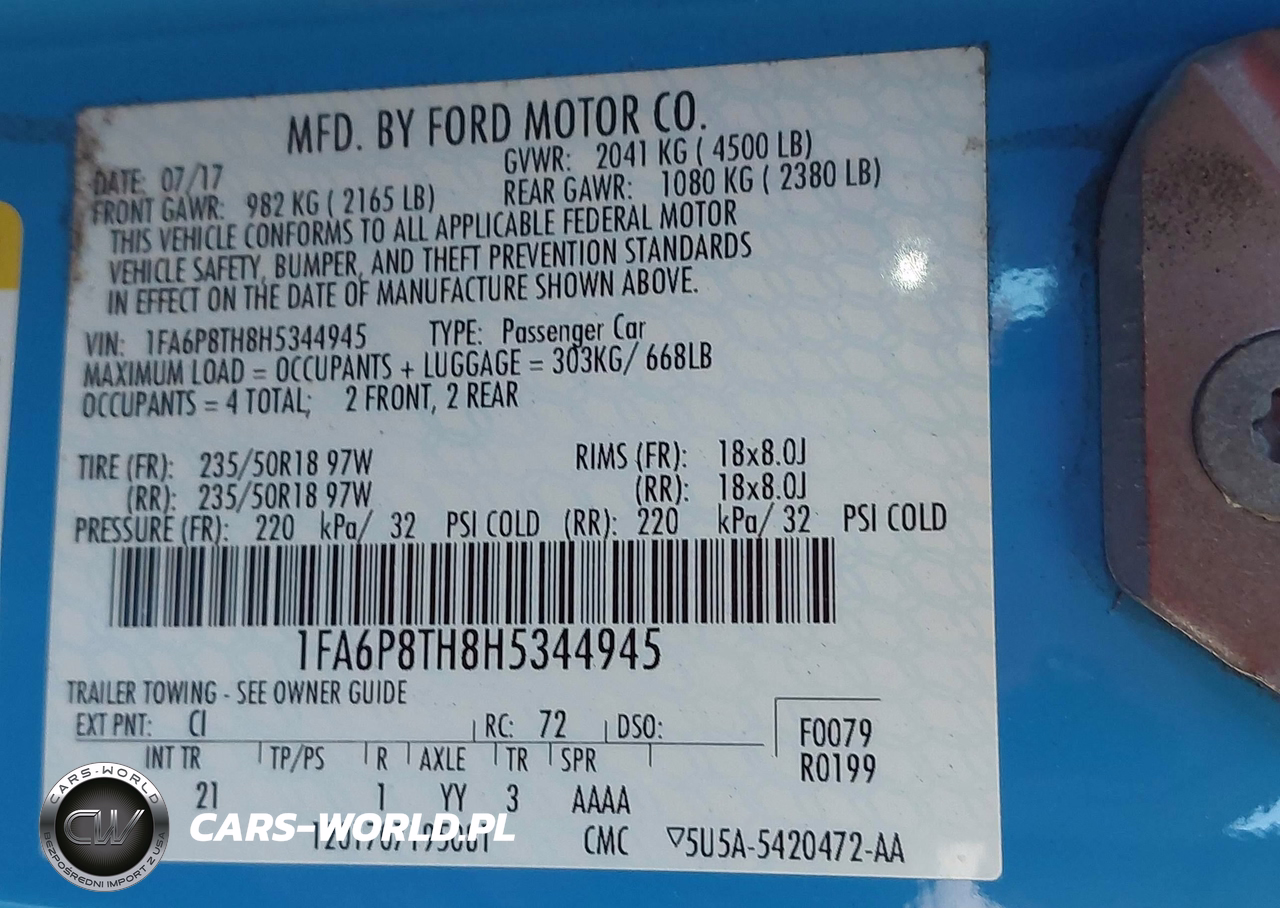 MFD. BY FORD MOTOR CO.
DATE: 07/17 GVWR: 2041 KG ( 4500 LB)
FRONT GAWR: 982 KG ( 2165 LB) REAR GAWR: 1080 KG ( 2380 LB)
THIS VEHICLE CONFORMS TO ALL APPLICABLE FEDERAL MOTOR
VEHICLE SAFETY, BUMPER, AND THEFT PREVENTION STANDARDS
IN EFFECT ON THE DATE OF MANUFACTURE SHOWN ABOVE.
VIN: 1FA6P8TH8H5344945 TYPE: Passenger Car
MAXIMUM LOAD = OCCUPANTS + LUGGAGE = 303KG/ 668LB
OCCUPANTS = 4 TOTAL; 2 FRONT, 2 REAR
TIRE (FR): 235/50R18 97W RIMS (FR): 18x8.0J
(RR): 235/50R18 97W (RR): 18x8.0J
PRESSURE (FR): 220 kPa/ 32 PSI COLD (RR): 220 kPa/ 32 PSI COLD
1FA6P8TH8H5344945
TRAILER TOWING - SEE OWNER GUIDE
EXT PNT: CI RC: 72 DSO: F0079
INT TR TP/PS R AXLE TR SPR R0199
21 1 YY 3 AAAA
CMC ▽5U5A-5420472-AA
CARS-WORLD
CW
BEZPOŚREDNI IMPORT Z USA
CARS-WORLD.PL